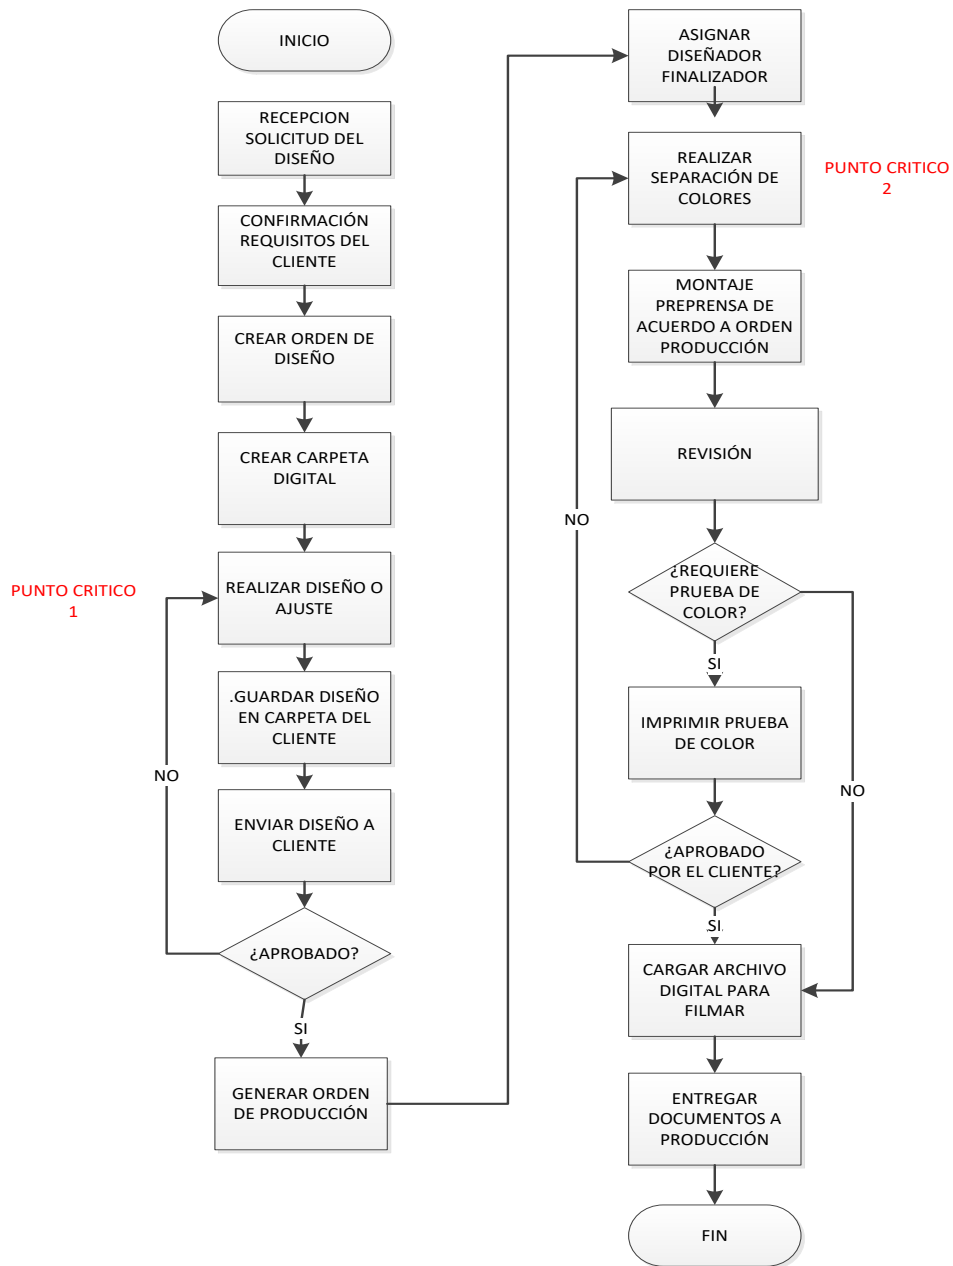 INICIO
RECEPCION
SOLICITUD DEL
DISEÑO
CONFIRMACIÓN
REQUISITOS DEL
CLIENTE
CREAR ORDEN DE
DISEÑO
CREAR CARPETA
DIGITAL
PUNTO CRITICO
1
REALIZAR DISEÑO O
AJUSTE
.GUARDAR DISEÑO
EN CARPETA DEL
CLIENTE
NO
ENVIAR DISEÑO A
CLIENTE
¿APROBADO?
SI
GENERAR ORDEN
DE PRODUCCIÓN
ASIGNAR
DISEÑADOR
FINALIZADOR
REALIZAR
SEPARACIÓN DE
COLORES
PUNTO CRITICO
2
MONTAJE
PREPRENSA DE
ACUERDO A ORDEN
PRODUCCIÓN
REVISIÓN
NO
¿REQUIERE
PRUEBA DE
COLOR?
SI
IMPRIMIR PRUEBA
DE COLOR
NO
¿APROBADO
POR EL CLIENTE?
SI
CARGAR ARCHIVO
DIGITAL PARA
FILMAR
ENTREGAR
DOCUMENTOS A
PRODUCCIÓN
FIN